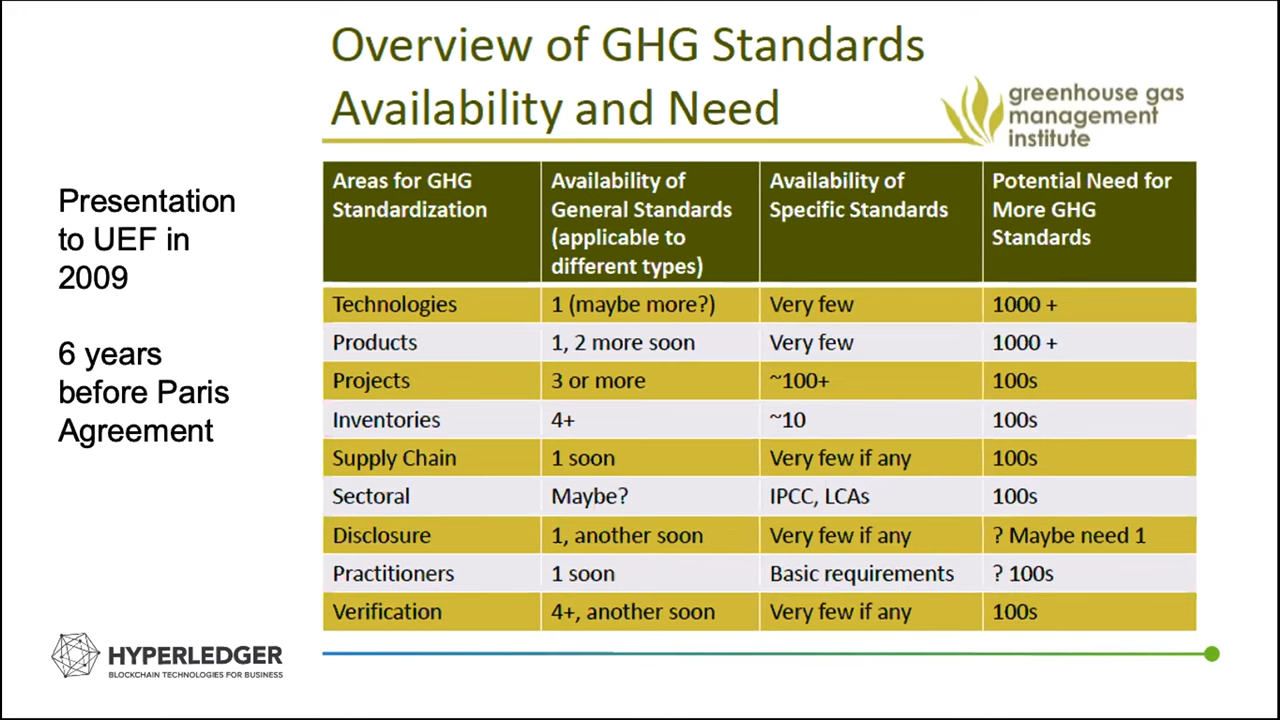 Overview of GHG Standards
Availability and Need
greenhouse gas
management
institute
Presentation
to UEF in
2009
6 years
before Paris
Agreement
Areas for GHG
Standardization
Availability of
General Standards
(applicable to
different types)
Availability of
Specific Standards
Potential Need for
More GHG
Standards
Technologies 1 (maybe more?) Very few 1000 +
Products 1, 2 more soon Very few 1000 +
Projects 3 or more ~100+ 100s
Inventories 4+ ~10 100s
Supply Chain 1 soon Very few if any 100s
Sectoral Maybe? IPCC, LCAs 100s
Disclosure 1, another soon Very few if any ? Maybe need 1
Practitioners 1 soon Basic requirements ? 100s
Verification 4+, another soon Very few if any 100s
HYPERLEDGER
BLOCKCHAIN TECHNOLOGIES FOR BUSINESS